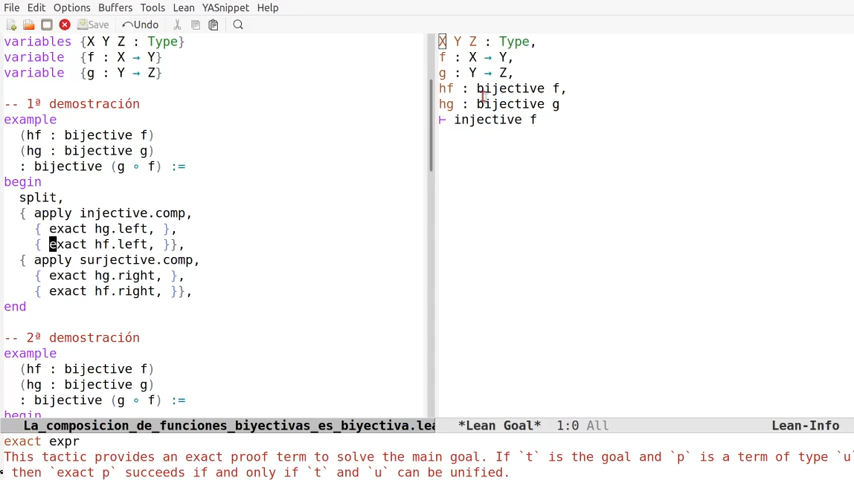 File Edit Options Buffers Tools Lean YASnippet Help
Save Undo
variables {X Y Z : Type}
variable {f : X → Y}
variable {g : Y → Z}
-- 1ª demostración
example
(hf : bijective f)
(hg : bijective g)
: bijective (g ∘ f) :=
begin
split,
{ apply injective.comp,
{ exact hg.left, },
{ exact hf.left, }},
{ apply surjective.comp,
{ exact hg.right, },
{ exact hf.right, }},
end
-- 2ª demostración
example
(hf : bijective f)
(hg : bijective g)
: bijective (g ∘ f) :=
begin
X Y Z : Type,
f : X → Y,
g : Y → Z,
hf : bijective f,
hg : bijective g
⊢ injective f
La_composicion_de_funciones_biyectivas_es_biyectiva.lea
*Lean Goal* 1:0 All Lean-Info
exact expr
This tactic provides an exact proof term to solve the main goal. If `t` is the goal and `p` is a term of type `u`
then `exact p` succeeds if and only if `t` and `u` can be unified.